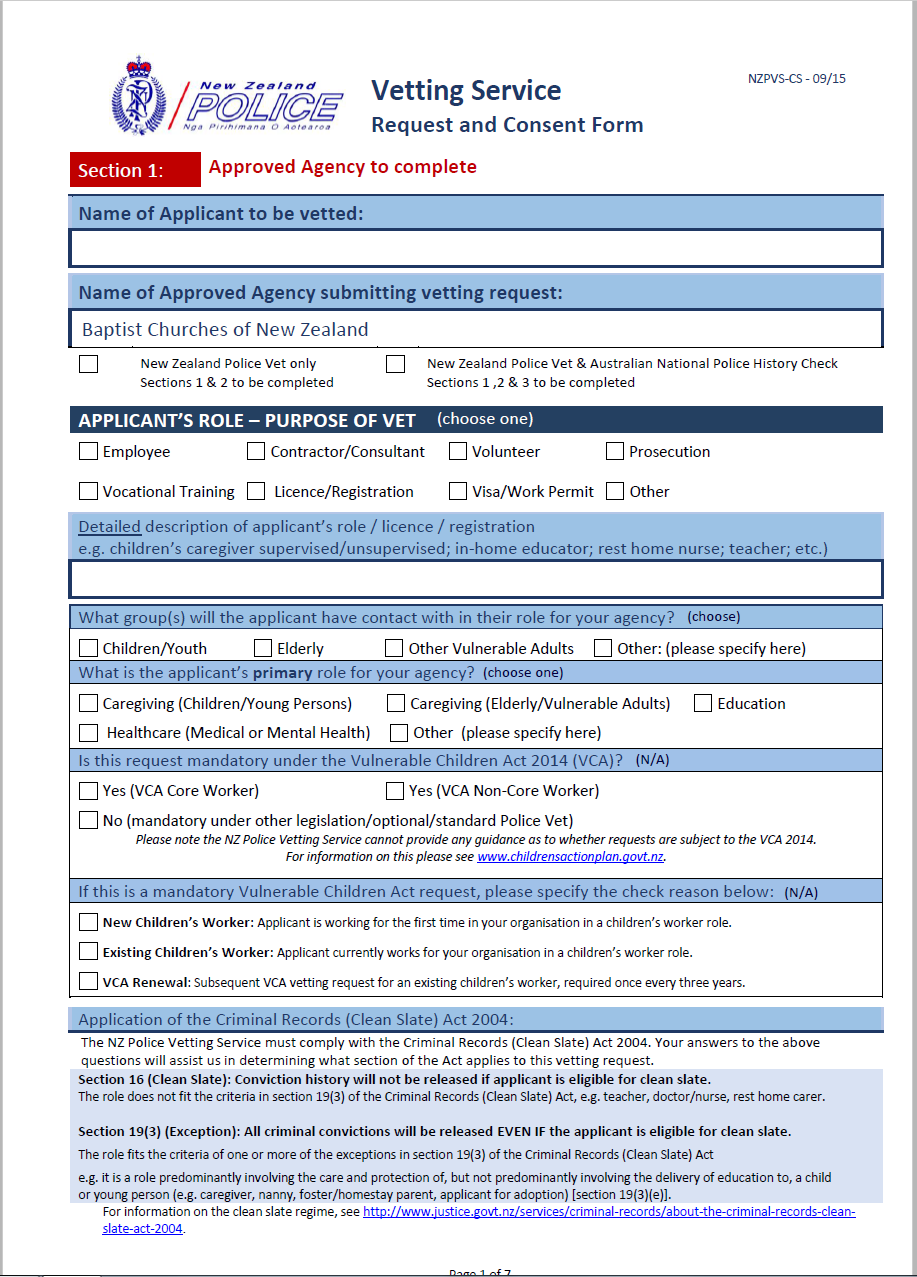 New Zealand
POLICE
Nga Pirihimana O Aotearoa
Vetting Service
Request and Consent Form
NZPVS-CS - 09/15
Section 1:
Approved Agency to complete
Name of Applicant to be vetted:
Name of Approved Agency submitting vetting request:
Baptist Churches of New Zealand
New Zealand Police Vet only
Sections 1 & 2 to be completed
New Zealand Police Vet & Australian National Police History Check
Sections 1 ,2 & 3 to be completed
APPLICANT'S ROLE – PURPOSE OF VET (choose one)
Employee Contractor/Consultant Volunteer Prosecution
Vocational Training Licence/Registration Visa/Work Permit Other
Detailed description of applicant's role / licence / registration
e.g. children's caregiver supervised/unsupervised; in-home educator; rest home nurse; teacher; etc.)
What group(s) will the applicant have contact with in their role for your agency? (choose)
Children/Youth Elderly Other Vulnerable Adults Other: (please specify here)
What is the applicant's primary role for your agency? (choose one)
Caregiving (Children/Young Persons) Caregiving (Elderly/Vulnerable Adults) Education
Healthcare (Medical or Mental Health) Other (please specify here)
Is this request mandatory under the Vulnerable Children Act 2014 (VCA)? (N/A)
Yes (VCA Core Worker) Yes (VCA Non-Core Worker)
No (mandatory under other legislation/optional/standard Police Vet)
Please note the NZ Police Vetting Service cannot provide any guidance as to whether requests are subject to the VCA 2014.
For information on this please see www.childrensactionplan.govt.nz.
If this is a mandatory Vulnerable Children Act request, please specify the check reason below: (N/A)
New Children's Worker: Applicant is working for the first time in your organisation in a children's worker role.
Existing Children's Worker: Applicant currently works for your organisation in a children's worker role.
VCA Renewal: Subsequent VCA vetting request for an existing children's worker, required once every three years.
Application of the Criminal Records (Clean Slate) Act 2004:
The NZ Police Vetting Service must comply with the Criminal Records (Clean Slate) Act 2004. Your answers to the above
questions will assist us in determining what section of the Act applies to this vetting request.
Section 16 (Clean Slate): Conviction history will not be released if applicant is eligible for clean slate.
The role does not fit the criteria in section 19(3) of the Criminal Records (Clean Slate) Act, e.g. teacher, doctor/nurse, rest home carer.
Section 19(3) (Exception): All criminal convictions will be released EVEN IF the applicant is eligible for clean slate.
The role fits the criteria of one or more of the exceptions in section 19(3) of the Criminal Records (Clean Slate) Act
e.g. it is a role predominantly involving the care and protection of, but not predominantly involving the delivery of education to, a child
or young person (e.g. caregiver, nanny, foster/homestay parent, applicant for adoption) [section 19(3)(e)].
For information on the clean slate regime, see http://www.justice.govt.nz/services/criminal-records/about-the-criminal-records-clean-
slate-act-2004.
Page 1 of 7